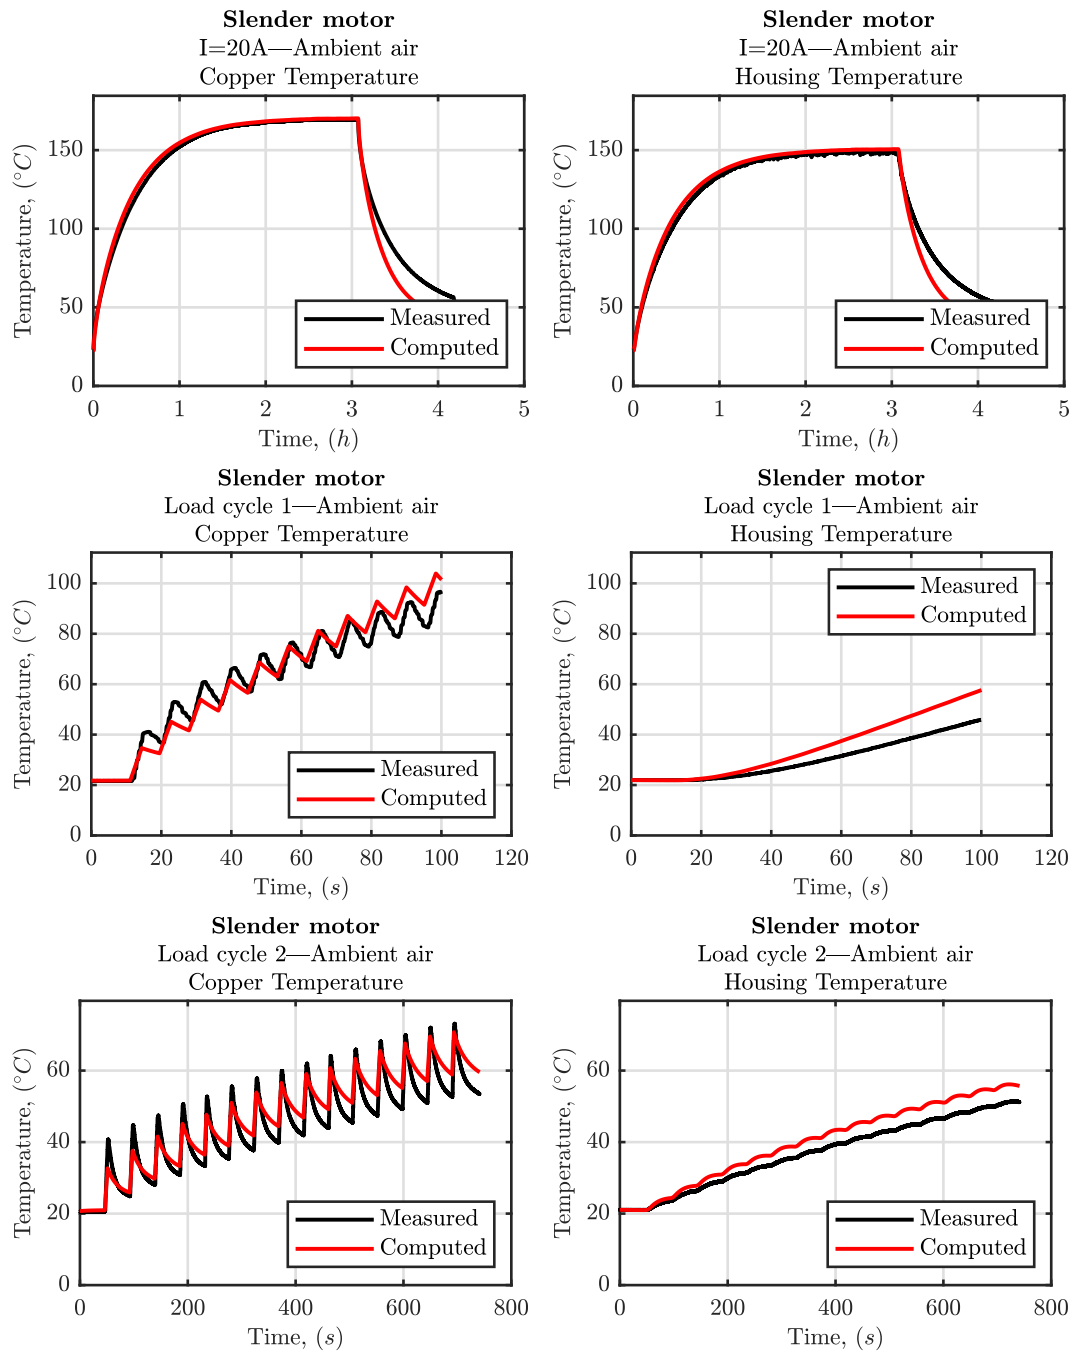 Slender motor
I=20A—Ambient air
Copper Temperature
Temperature, (°C)
150
100
50
0
0 1 2 3 4 5
Time, (h)
Measured
Computed
Slender motor
I=20A—Ambient air
Housing Temperature
Temperature, (°C)
150
100
50
0
0 1 2 3 4 5
Time, (h)
Measured
Computed
Slender motor
Load cycle 1—Ambient air
Copper Temperature
Temperature, (°C)
100
80
60
40
20
0
0 20 40 60 80 100 120
Time, (s)
Measured
Computed
Slender motor
Load cycle 1—Ambient air
Housing Temperature
Temperature, (°C)
100
80
60
40
20
0
0 20 40 60 80 100 120
Time, (s)
Measured
Computed
Slender motor
Load cycle 2—Ambient air
Copper Temperature
Temperature, (°C)
60
40
20
0
0 200 400 600 800
Time, (s)
Measured
Computed
Slender motor
Load cycle 2—Ambient air
Housing Temperature
Temperature, (°C)
60
40
20
0
0 200 400 600 800
Time, (s)
Measured
Computed